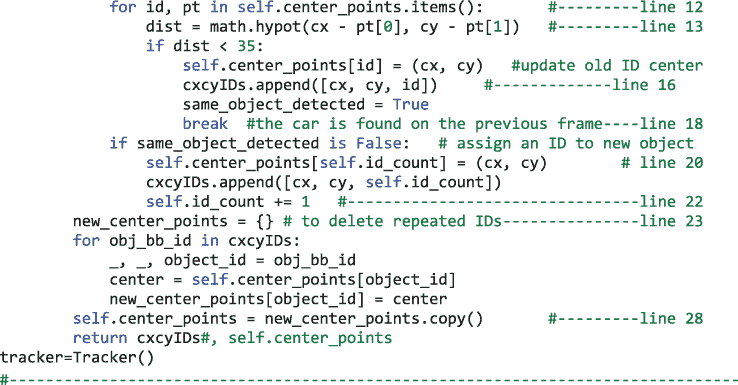 for id, pt in self.center_points.items():       #---------line 12
dist = math.hypot(cx - pt[0], cy - pt[1])   #---------line 13
if dist < 35:
self.center_points[id] = (cx, cy)   #update old ID center
cxcyIDs.append([cx, cy, id])     #-------------line 16
same_object_detected = True
break  #the car is found on the previous frame----line 18
if same_object_detected is False:   # assign an ID to new object
self.center_points[self.id_count] = (cx, cy)        # line 20
cxcyIDs.append([cx, cy, self.id_count])
self.id_count += 1   #--------------------------------line 22
new_center_points = {} # to delete repeated IDs---------------line 23
for obj_bb_id in cxcyIDs:
_, _, object_id = obj_bb_id
center = self.center_points[object_id]
new_center_points[object_id] = center
self.center_points = new_center_points.copy()       #---------line 28
return cxcyIDs#, self.center_points
tracker=Tracker()
#--------------------------------------------------------------------------------